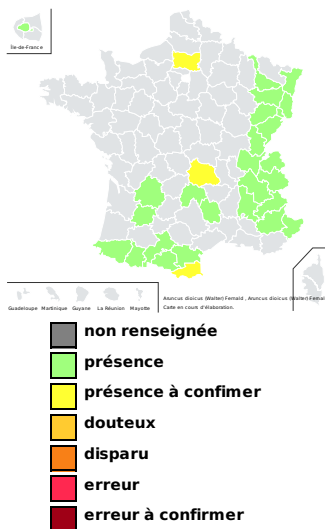 Île-de-France
Guadeloupe Martinique Guyane La Réunion Mayotte
Aruncus dioicus (Walter) Fernald , Aruncus dioicus (Walter) Fernal
Carte en cours d'élaboration.
non renseignée
présence
présence à confimer
douteux
disparu
erreur
erreur à confirmer